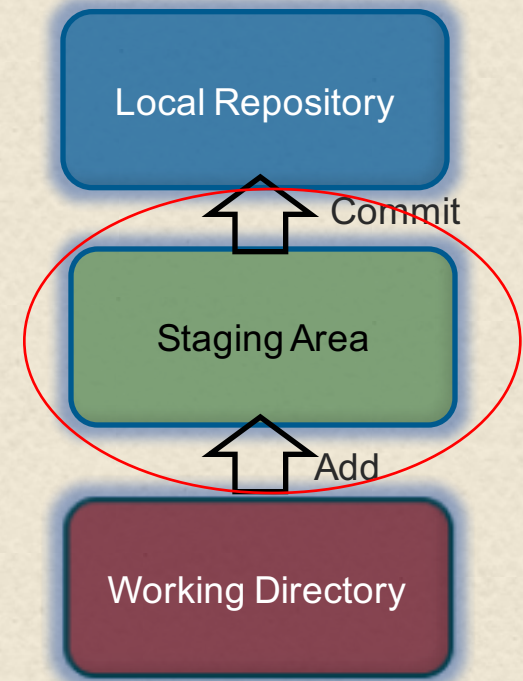 Local Repository
Commit
Staging Area
Add
Working Directory